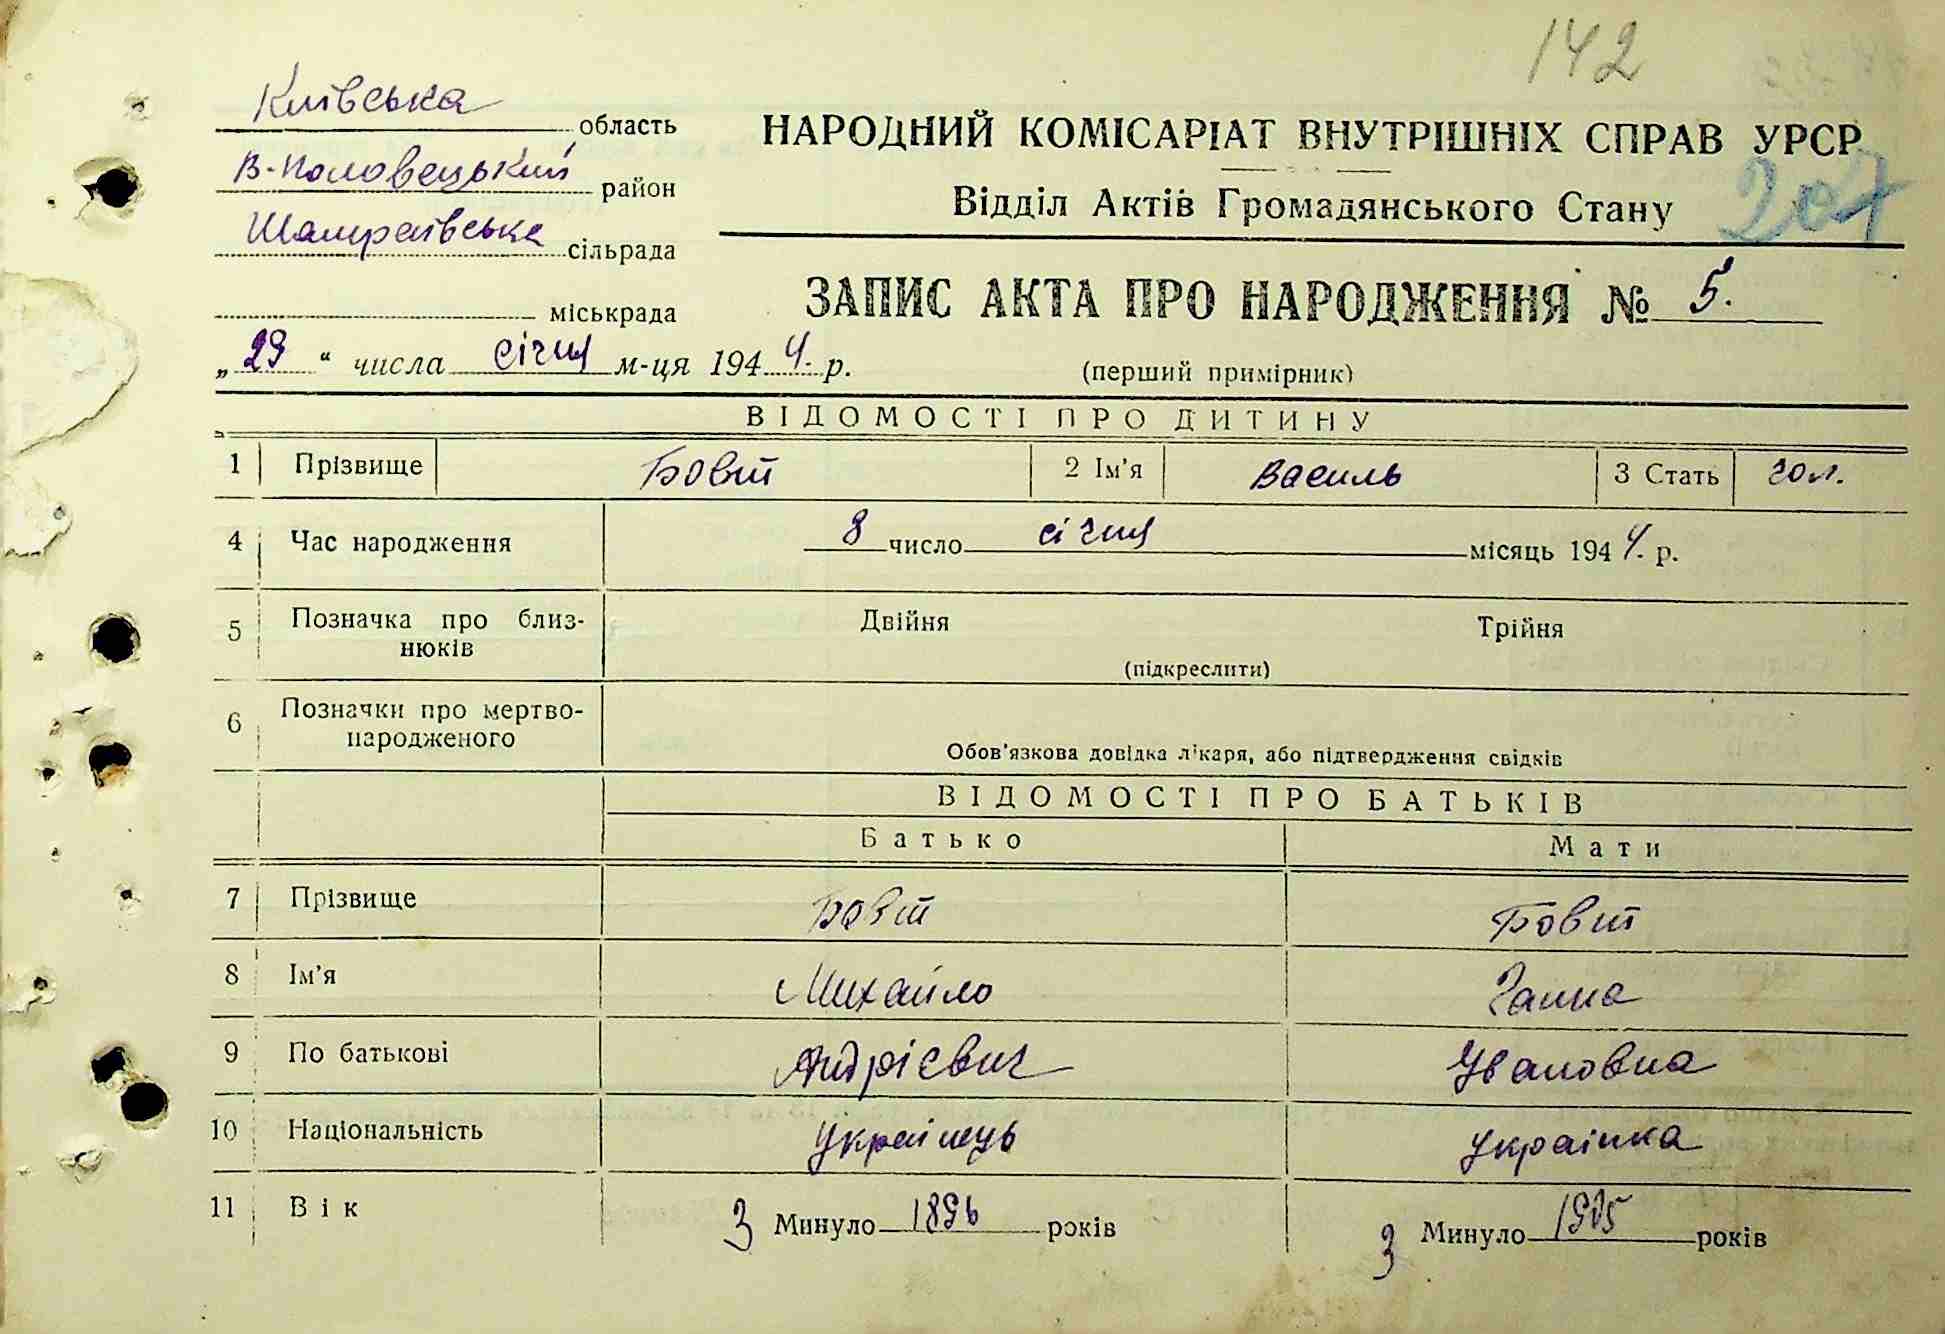 142
Київська область
НАРОДНИЙ КОМІСАРІАТ ВНУТРІШНІХ СПРАВ УРСР
В-Половецький район
Відділ Актів Громадянського Стану 207
Шамраївська сільрада
ЗАПИС АКТА ПРО НАРОДЖЕННЯ № 5.
міськрада
„29“ числа січня м-ця 1944. р.
(перший примірник)
ВІДОМОСТІ ПРО ДИТИНУ
1 Прізвище Бовт 2 Ім'я Василь 3 Стать чол.
4 Час народження 8 число січня місяць 1944. р.
5 Позначка про близ-
нюків
Двійня Трійня
(підкреслити)
6 Позначки про мертво-
народженого
Обов'язкова довідка лікаря, або підтвердження свідків
ВІДОМОСТІ ПРО БАТЬКІВ
Батько Мати
7 Прізвище Бовт Бовт
8 Ім'я Михайло Ганна
9 По батькові Андрієвич Івановна
10 Національність Українець Українка
11 Вік З Минуло 1896 років З Минуло 1905 років